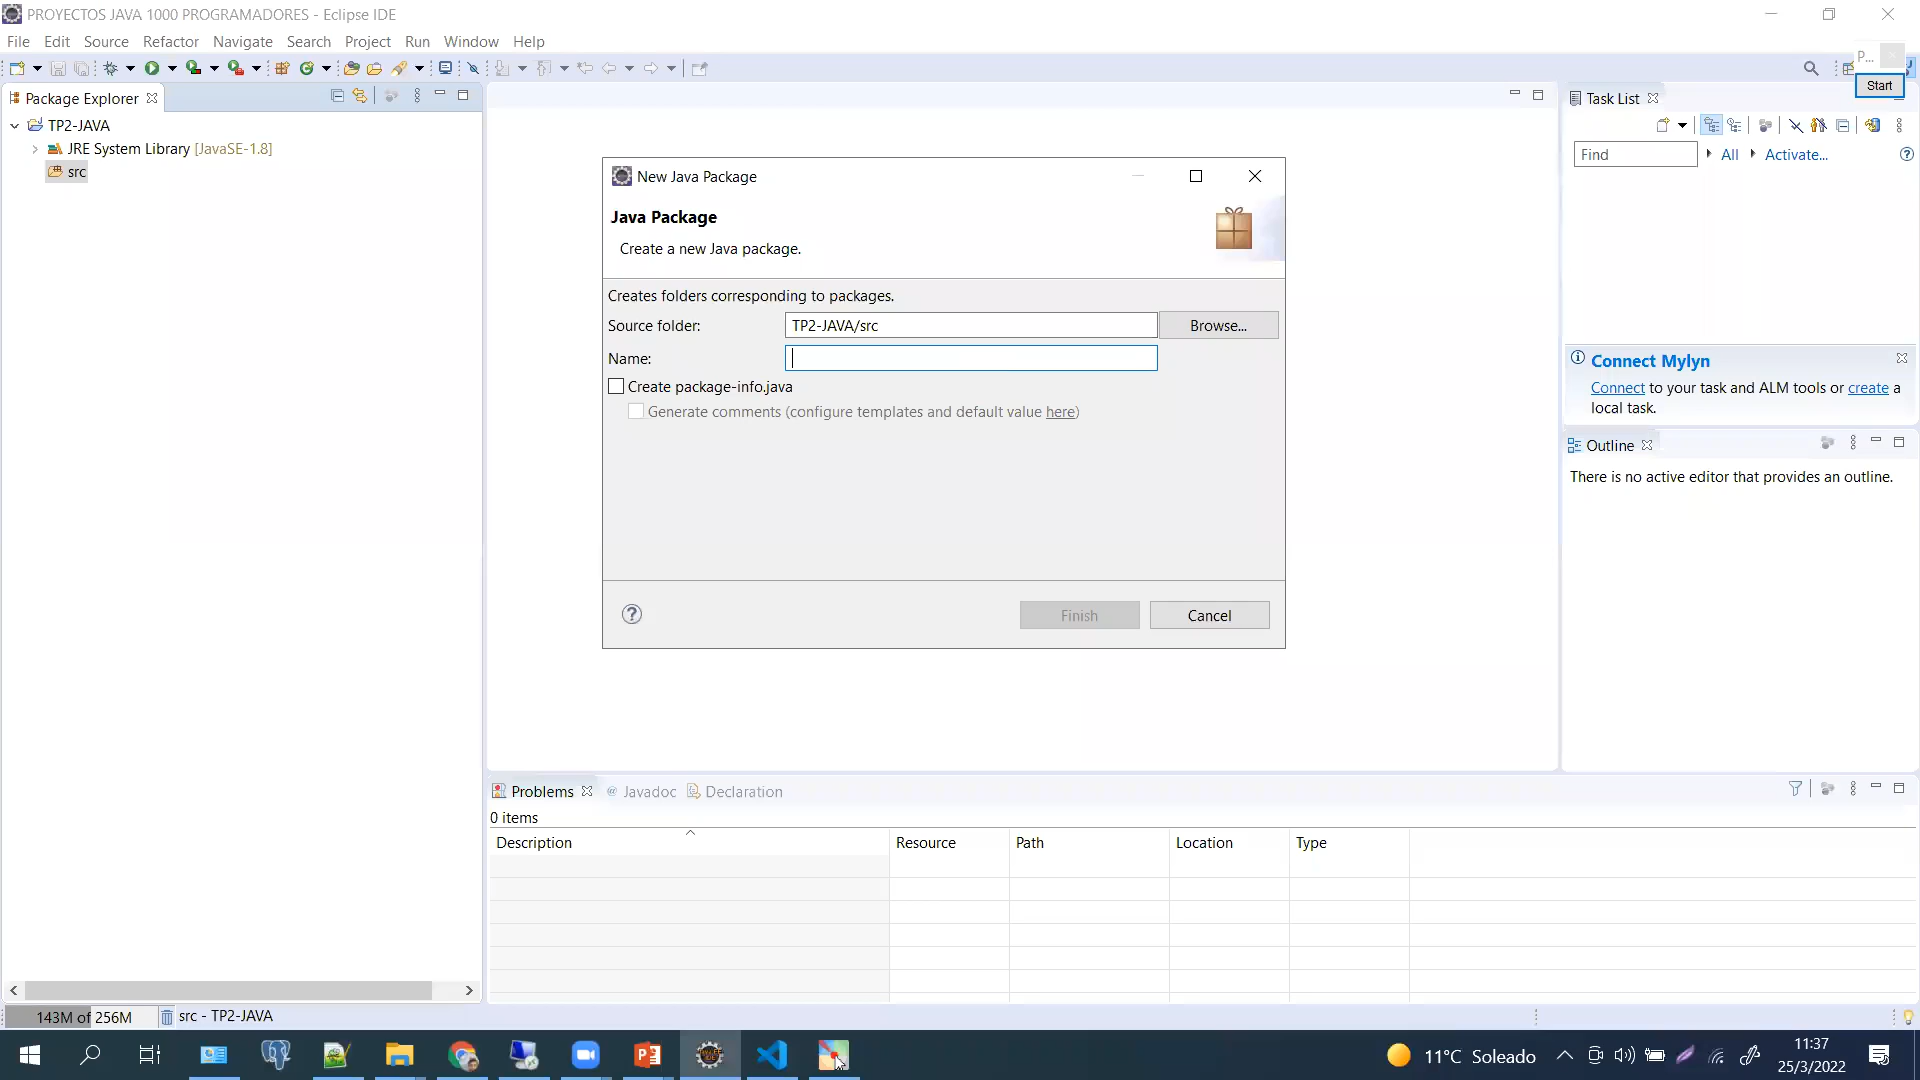 PROYECTOS JAVA 1000 PROGRAMADORES - Eclipse IDE
File Edit Source Refactor Navigate Search Project Run Window Help
P...
Start
Package Explorer
TP2-JAVA
JRE System Library [JavaSE-1.8]
src
New Java Package
Java Package
Create a new Java package.
Creates folders corresponding to packages.
Source folder: TP2-JAVA/src Browse...
Name:
Create package-info.java
Generate comments (configure templates and default value here)
Finish Cancel
Task List
Find All Activate...
Connect Mylyn
Connect to your task and ALM tools or create a
local task.
Outline
There is no active editor that provides an outline.
Problems Javadoc Declaration
0 items
Description Resource Path Location Type
143M of 256M src - TP2-JAVA
11°C Soleado
11:37
25/3/2022